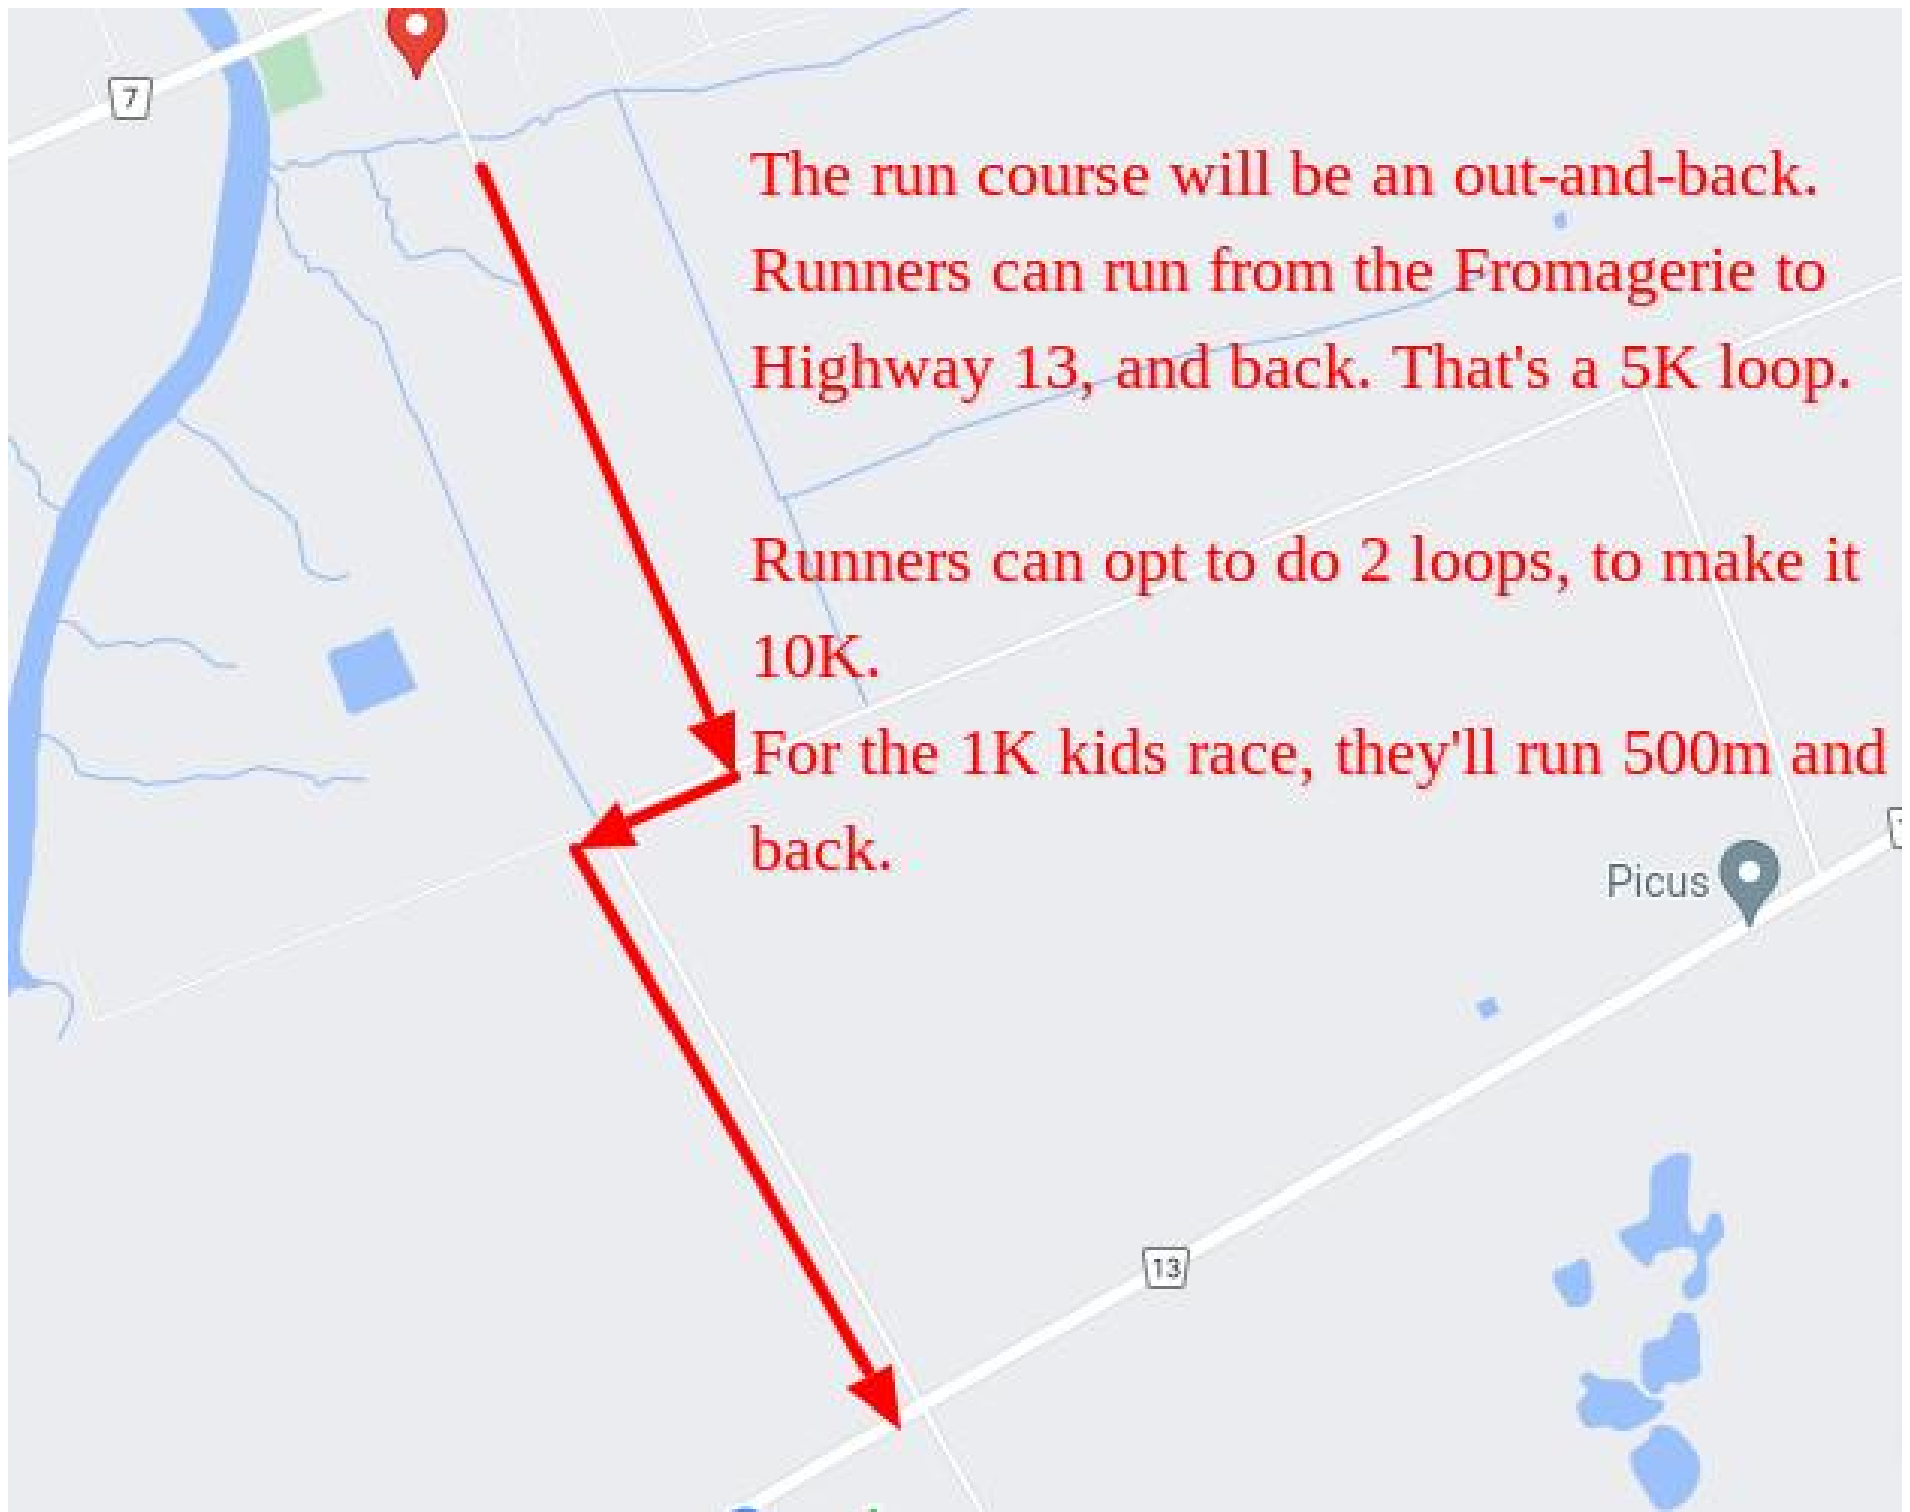 7
The run course will be an out-and-back.
Runners can run from the Fromagerie to
Highway 13, and back. That's a 5K loop.
Runners can opt to do 2 loops, to make it
10K.
For the 1K kids race, they'll run 500m and
back.
Picus
13